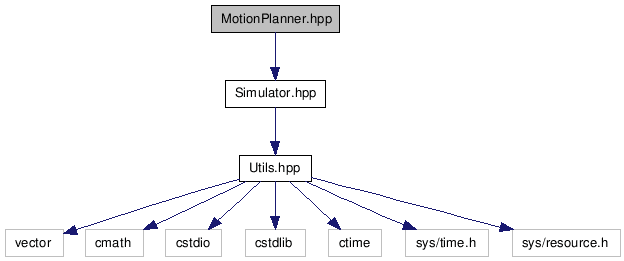 MotionPlanner.hpp
Simulator.hpp
Utils.hpp
vector
cmath
cstdio
cstdlib
ctime
sys/time.h
sys/resource.h